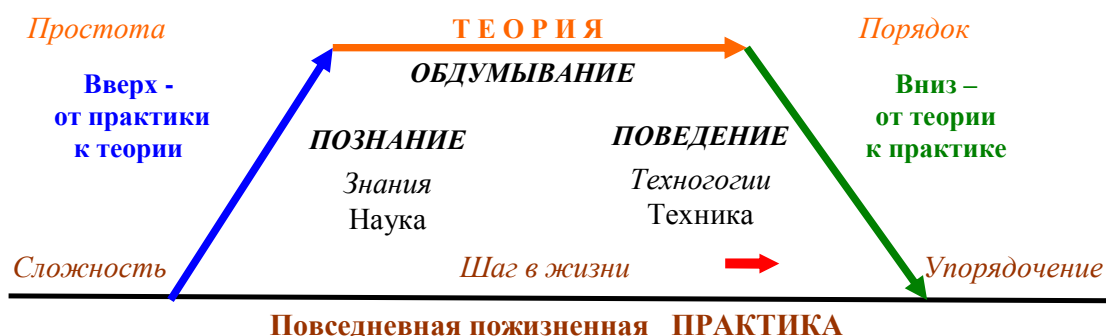 Простота
Т Е О Р И Я
Порядок
ОБДУМЫВАНИЕ
Вверх -
от практики
к теории
Вниз –
от теории
к практике
ПОЗНАНИЕ
Знания
Наука
ПОВЕДЕНИЕ
Техногогии
Техника
Сложность
Шаг в жизни
Упорядочение
Повседневная пожизненная ПРАКТИКА